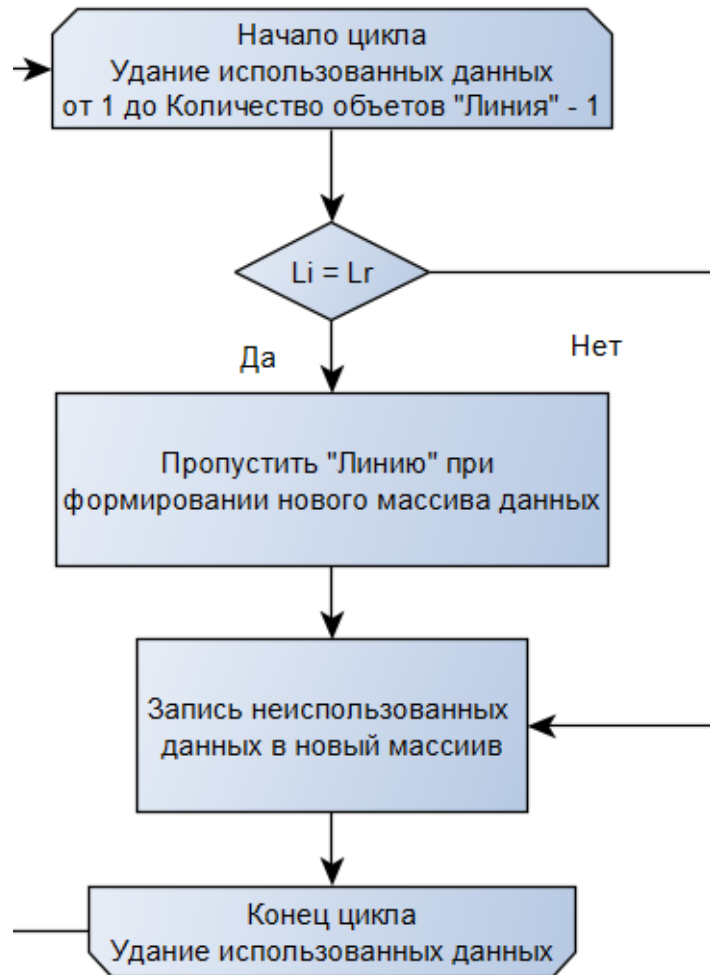 Начало цикла
Удание использованных данных
от 1 до Количество объетов "Линия" - 1
Li = Lr
Да
Нет
Пропустить "Линию" при
формировании нового массива данных
Запись неиспользованных
данных в новый массиив
Конец цикла
Удание использованных данных